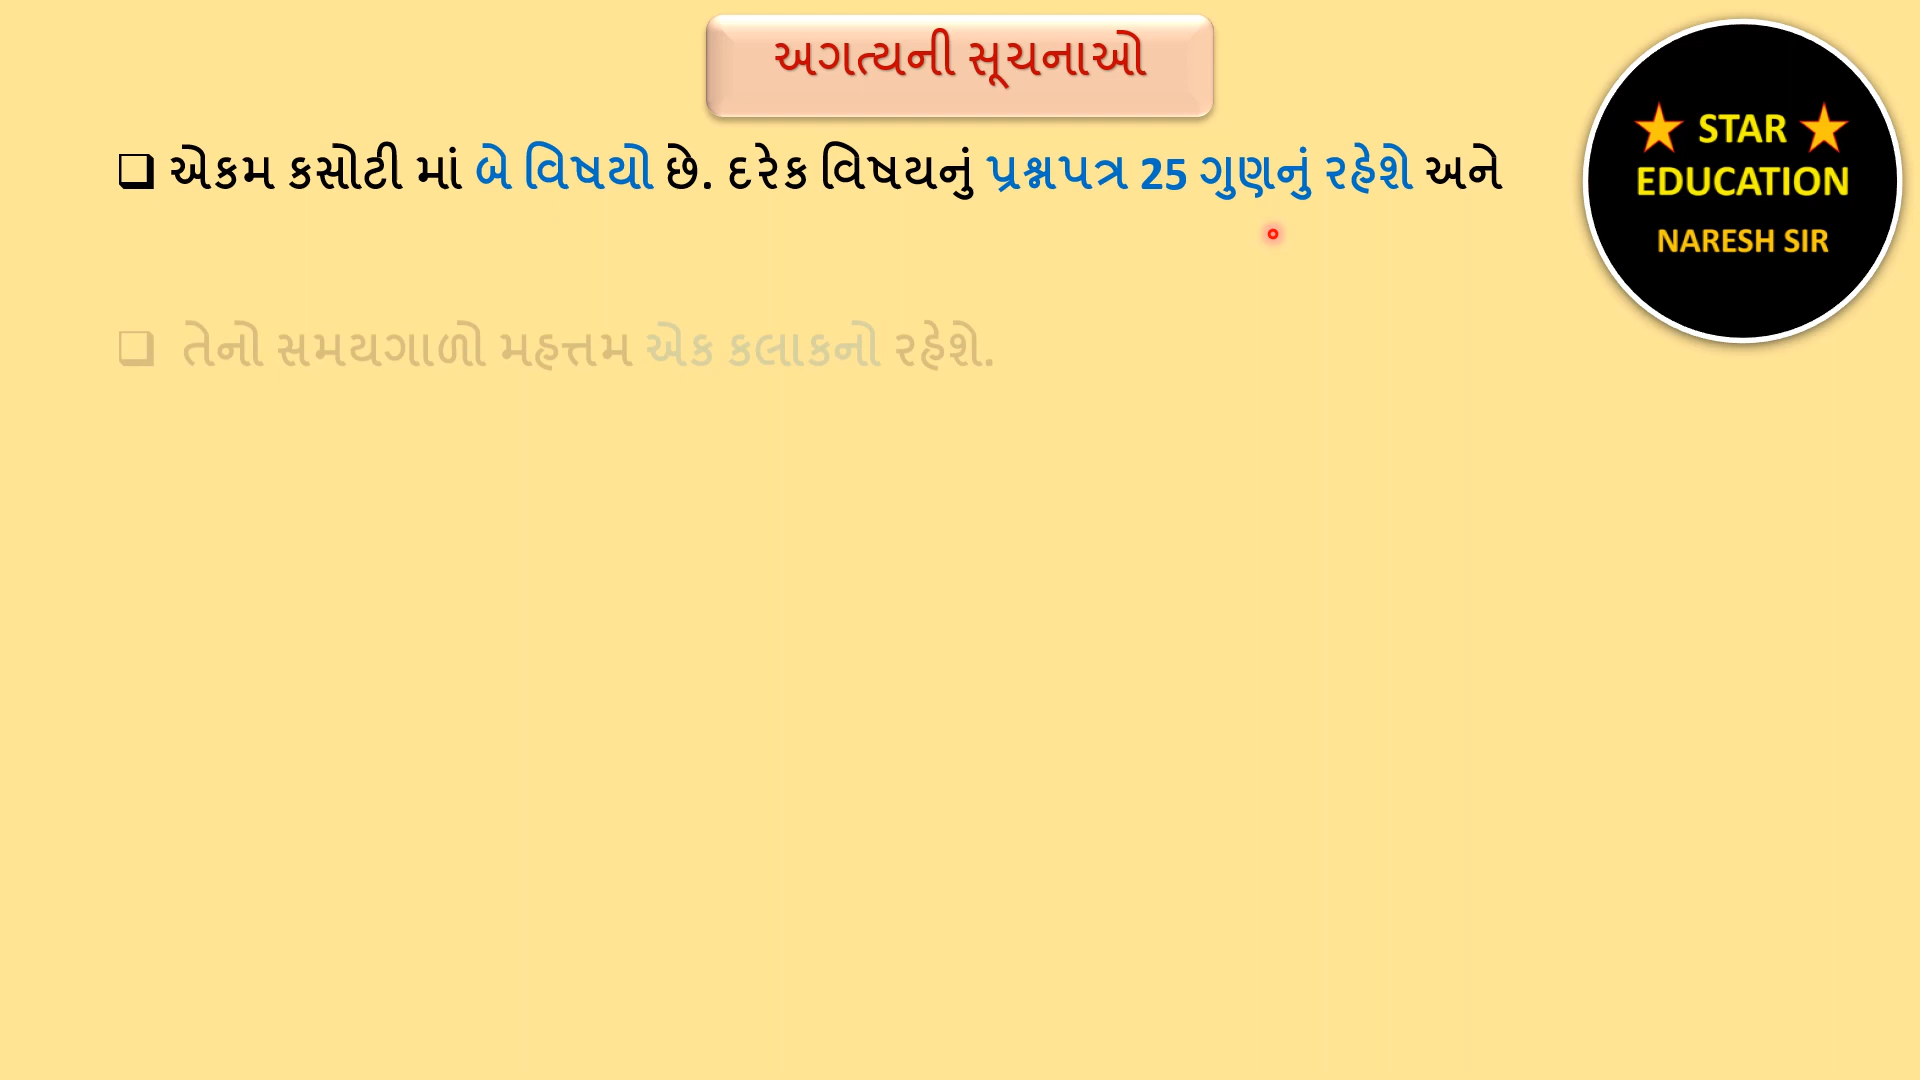 અગત્યની સૂચનાઓ
STAR
EDUCATION
NARESH SIR
એકમ કસોટી માં બે વિષયો છે. દરેક વિષયનું પ્રશ્નપત્ર 25 ગુણનું રહેશે અને
તેનો સમયગાળો મહત્તમ એક કલાકનો રહેશે.